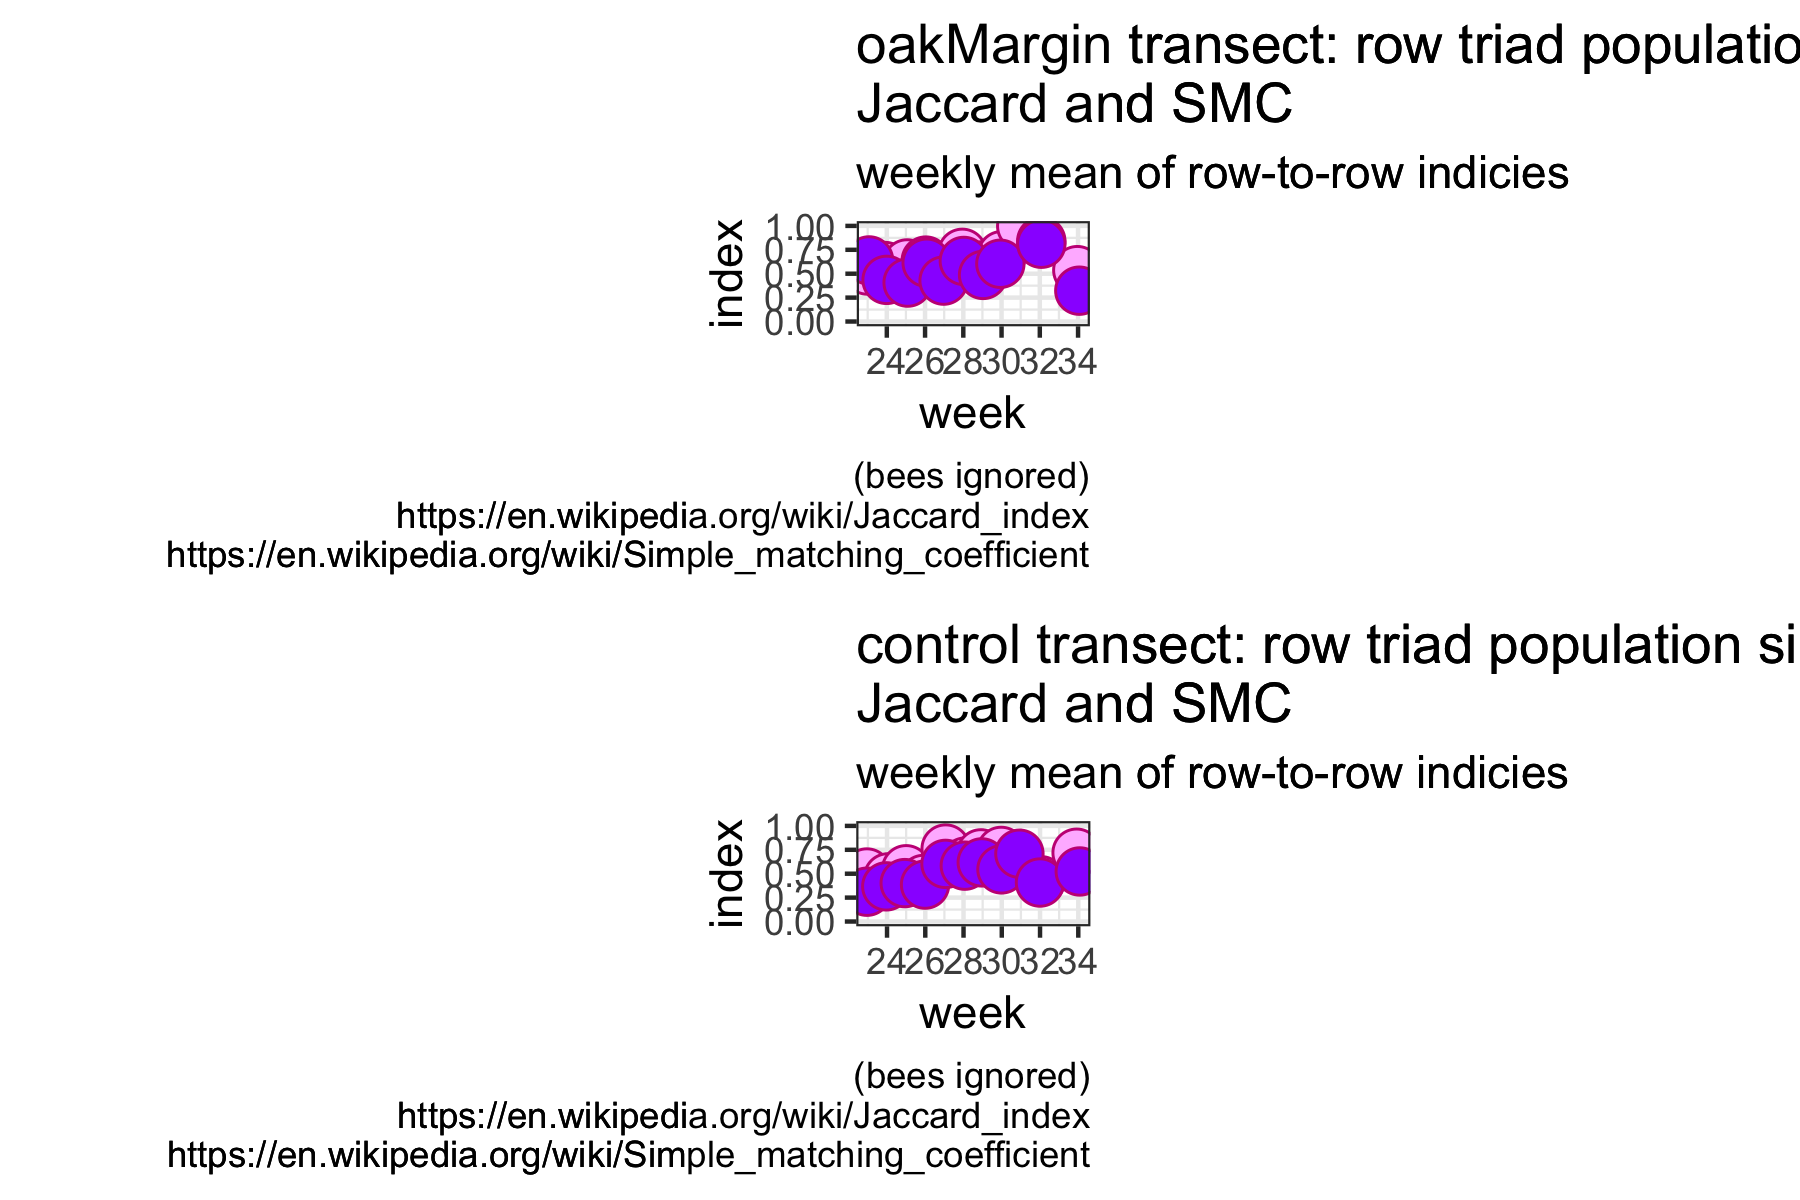 oakMargin transect: row triad populatio
Jaccard and SMC
weekly mean of row-to-row indicies
index
1.00
0.75
0.50
0.25
0.00
24 26 28 30 32 34
week
(bees ignored)
https://en.wikipedia.org/wiki/Jaccard_index
https://en.wikipedia.org/wiki/Simple_matching_coefficient
control transect: row triad population si
Jaccard and SMC
weekly mean of row-to-row indicies
index
1.00
0.75
0.50
0.25
0.00
24 26 28 30 32 34
week
(bees ignored)
https://en.wikipedia.org/wiki/Jaccard_index
https://en.wikipedia.org/wiki/Simple_matching_coefficient